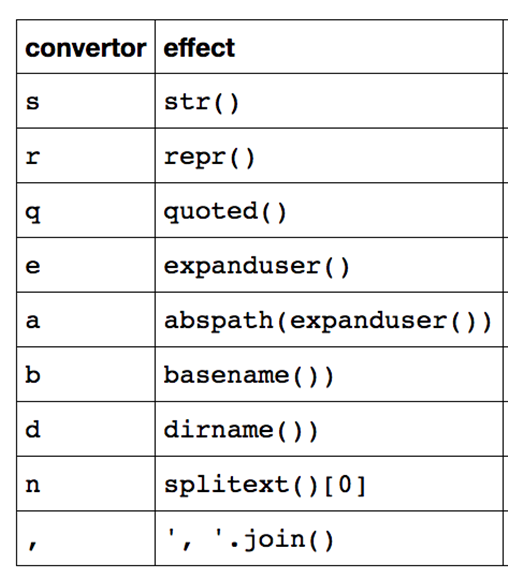 convertor effect
s str()
r repr()
q quoted()
e expanduser()
a abspath(expanduser())
b basename())
d dirname())
n splitext()[0]
, ', '.join()